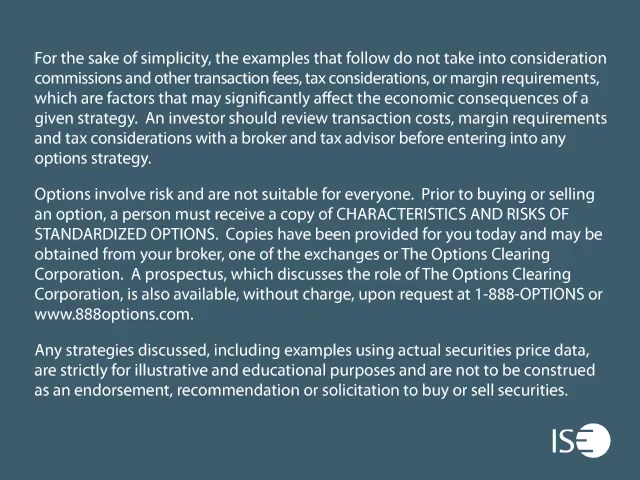 For the sake of simplicity, the examples that follow do not take into consideration
commissions and other transaction fees, tax considerations, or margin requirements,
which are factors that may significantly affect the economic consequences of a
given strategy.  An investor should review transaction costs, margin requirements
and tax considerations with a broker and tax advisor before entering into any
options strategy.
Options involve risk and are not suitable for everyone.  Prior to buying or selling
an option, a person must receive a copy of CHARACTERISTICS AND RISKS OF
STANDARDIZED OPTIONS.  Copies have been provided for you today and may be
obtained from your broker, one of the exchanges or The Options Clearing
Corporation.  A prospectus, which discusses the role of The Options Clearing
Corporation, is also available, without charge, upon request at 1-888-OPTIONS or
www.888options.com.
Any strategies discussed, including examples using actual securities price data,
are strictly for illustrative and educational purposes and are not to be construed
as an endorsement, recommendation or solicitation to buy or sell securities.
ISE